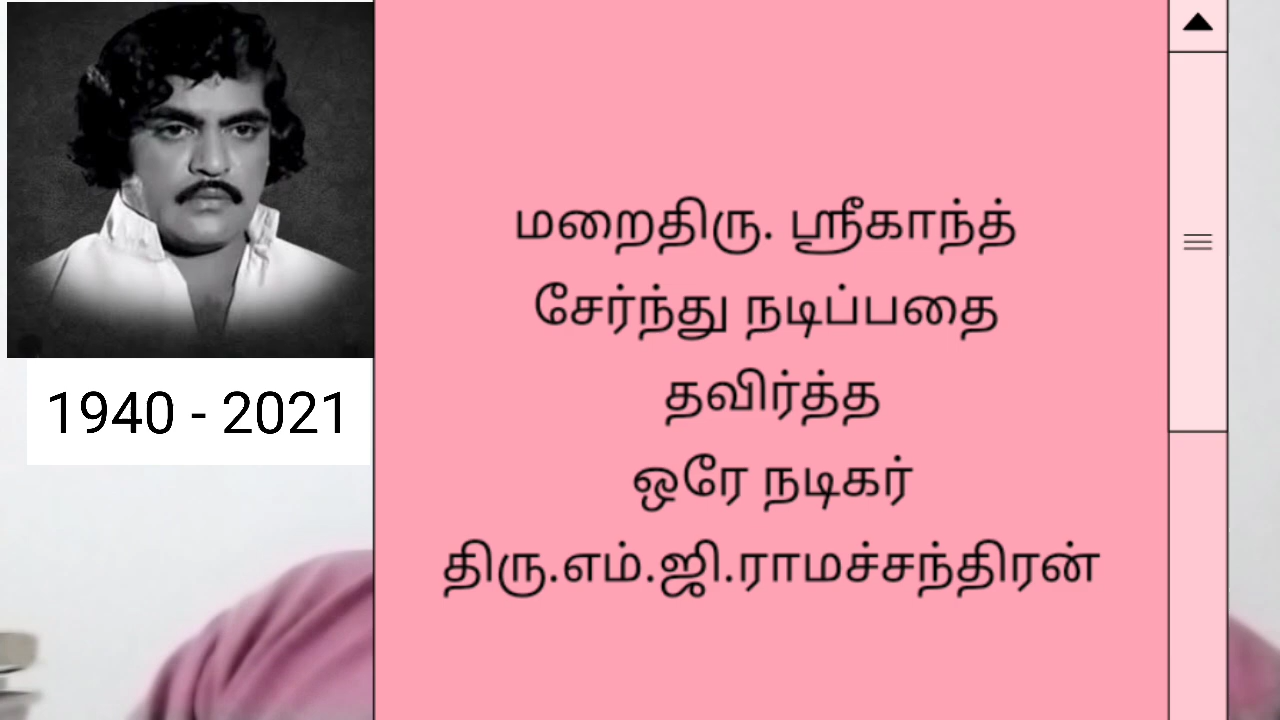 1940 - 2021
மறைதிரு. ஸ்ரீகாந்த்
சேர்ந்து நடிப்பதை
தவிர்த்த
ஒரே நடிகர்
திரு.எம்.ஜி.ராமச்சந்திரன்